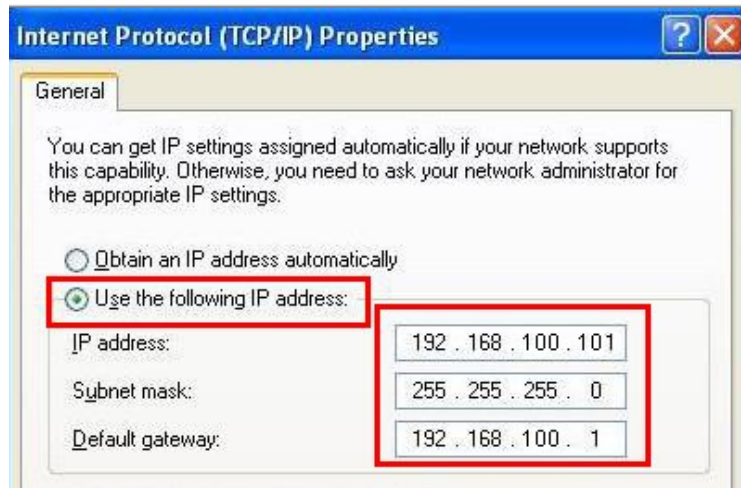 Internet Protocol (TCP/IP) Properties
General
You can get IP settings assigned automatically if your network supports
this capability. Otherwise, you need to ask your network administrator for
the appropriate IP settings.
Obtain an IP address automatically
Use the following IP address:
IP address: 192 . 168 . 100 . 101
Subnet mask: 255 . 255 . 255 . 0
Default gateway: 192 . 168 . 100 . 1